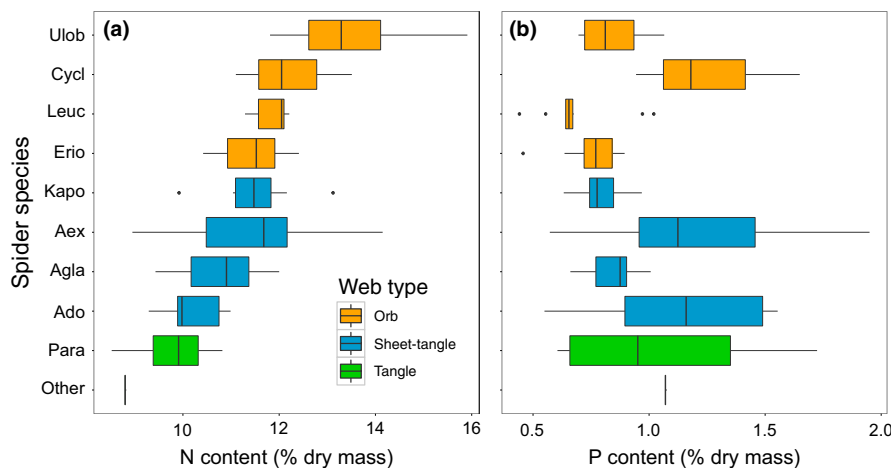 (a)
(b)
Spider species
Ulob
Cycl
Leuc
Erio
Kapo
Aex
Agla
Ado
Para
Other
Web type
Orb
Sheet-tangle
Tangle
10 12 14 16
0.5 1.0 1.5 2.0
N content (% dry mass)
P content (% dry mass)